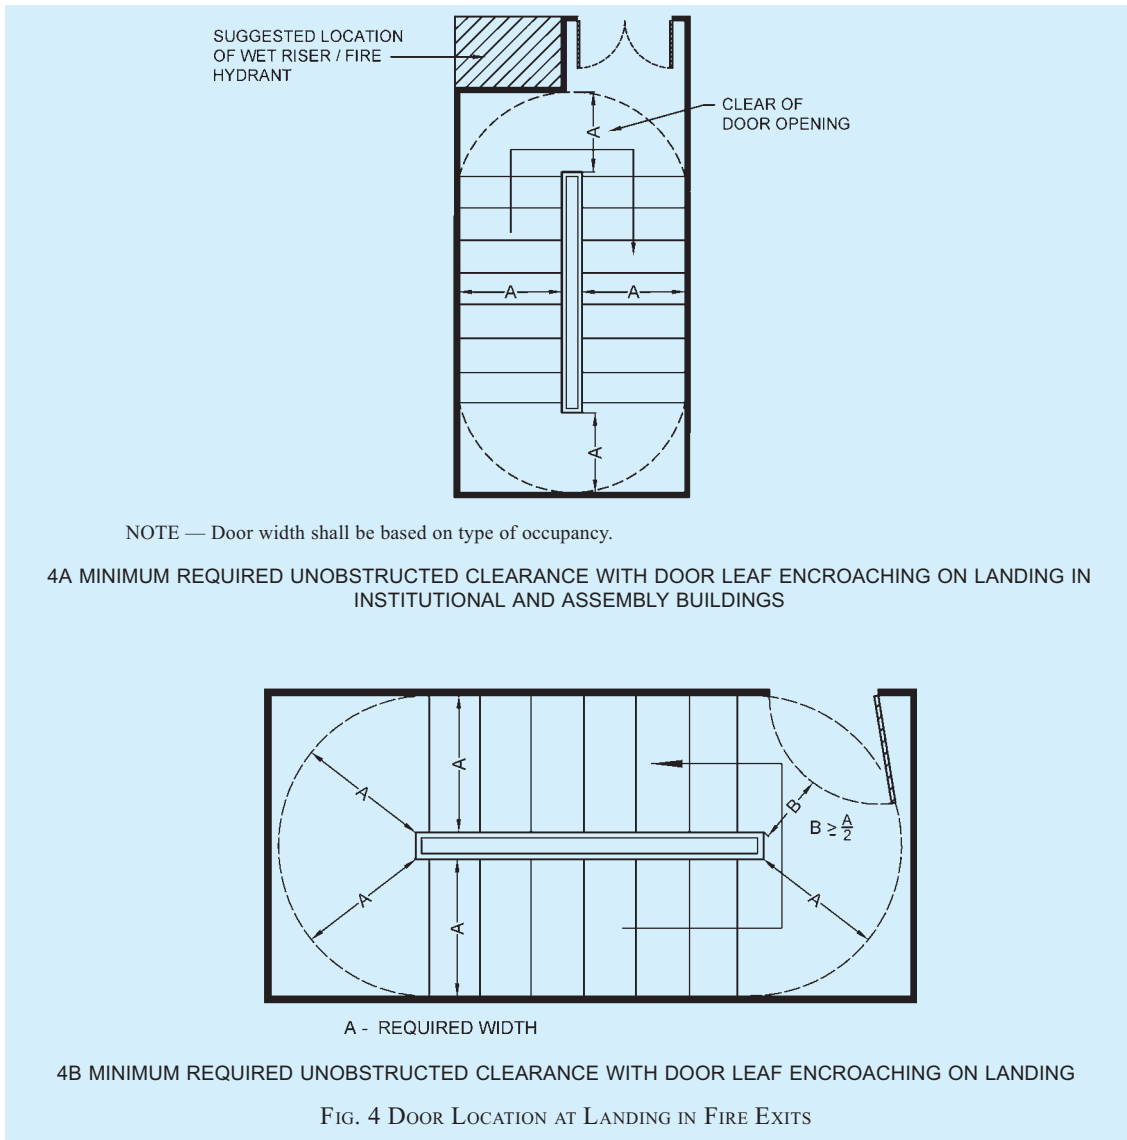 SUGGESTED LOCATION
OF WET RISER / FIRE
HYDRANT
CLEAR OF
DOOR OPENING
A
A
A
A
NOTE — Door width shall be based on type of occupancy.
4A MINIMUM REQUIRED UNOBSTRUCTED CLEARANCE WITH DOOR LEAF ENCROACHING ON LANDING IN
INSTITUTIONAL AND ASSEMBLY BUILDINGS
A
A
B
B ≥ A/2
A
A
A
A - REQUIRED WIDTH
4B MINIMUM REQUIRED UNOBSTRUCTED CLEARANCE WITH DOOR LEAF ENCROACHING ON LANDING
FIG. 4 DOOR LOCATION AT LANDING IN FIRE EXITS